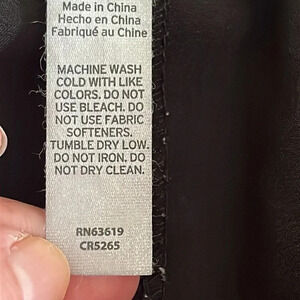 Made in China
Hecho en China
Fabriqué au Chine
MACHINE WASH
COLD WITH LIKE
COLORS. DO NOT
USE BLEACH. DO
NOT USE FABRIC
SOFTENERS.
TUMBLE DRY LOW.
DO NOT IRON. DO
NOT DRY CLEAN.
RN63619
CR5265